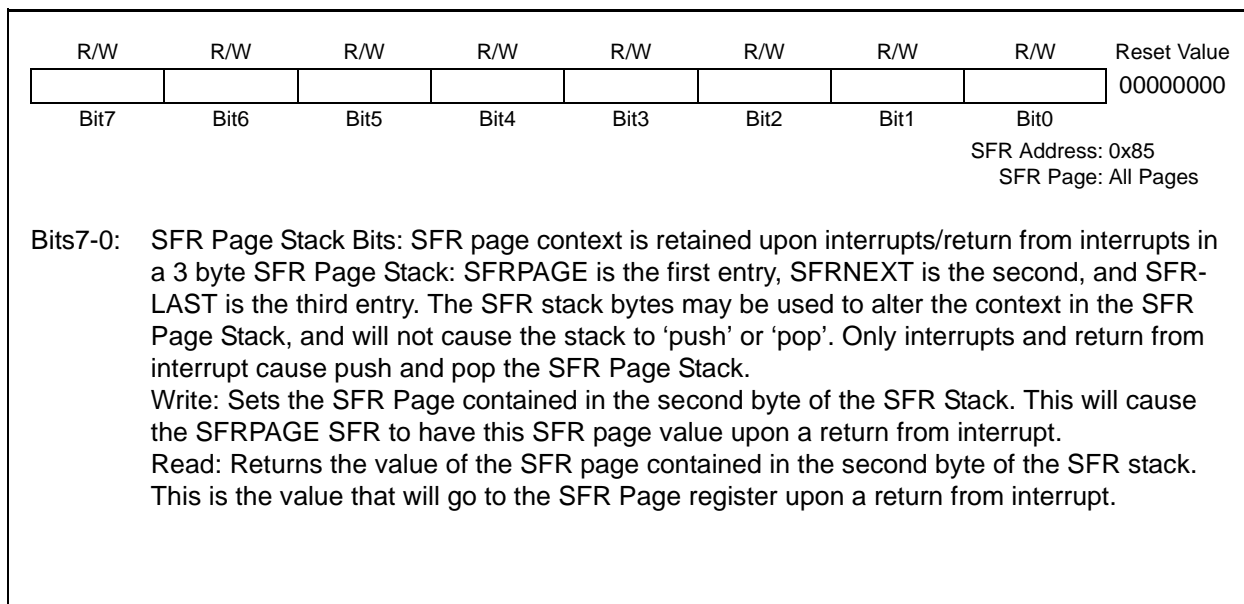 R/W R/W R/W R/W R/W R/W R/W R/W Reset Value
00000000
Bit7 Bit6 Bit5 Bit4 Bit3 Bit2 Bit1 Bit0
SFR Address: 0x85
SFR Page: All Pages
Bits7-0: SFR Page Stack Bits: SFR page context is retained upon interrupts/return from interrupts in
a 3 byte SFR Page Stack: SFRPAGE is the first entry, SFRNEXT is the second, and SFR-
LAST is the third entry. The SFR stack bytes may be used to alter the context in the SFR
Page Stack, and will not cause the stack to ‘push’ or ‘pop’. Only interrupts and return from
interrupt cause push and pop the SFR Page Stack.
Write: Sets the SFR Page contained in the second byte of the SFR Stack. This will cause
the SFRPAGE SFR to have this SFR page value upon a return from interrupt.
Read: Returns the value of the SFR page contained in the second byte of the SFR stack.
This is the value that will go to the SFR Page register upon a return from interrupt.